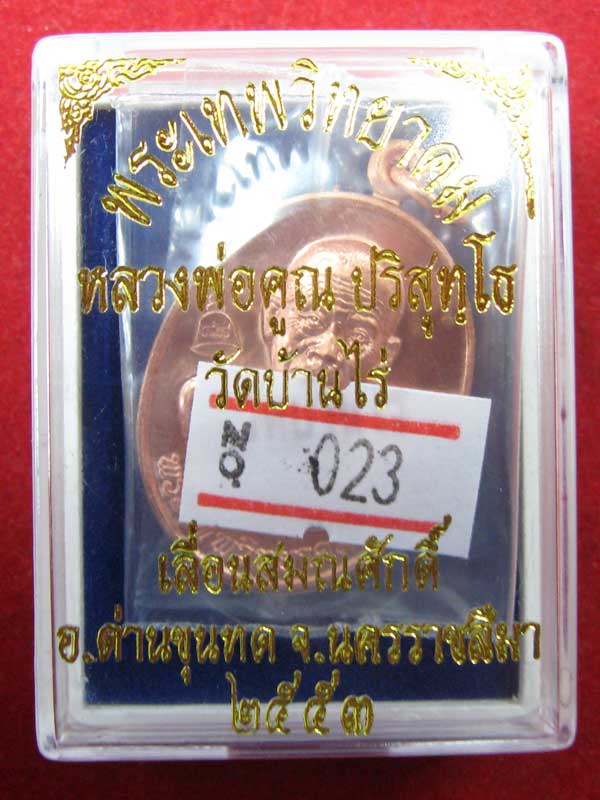 พระเทพวิทยาคม
หลวงพ่อคูณ ปริสุทฺโธ
วัดบ้านไร่
023
เลื่อนสมณศักดิ์
อ.ด่านขุนทด จ.นครราชสีมา
๒๕๕๓